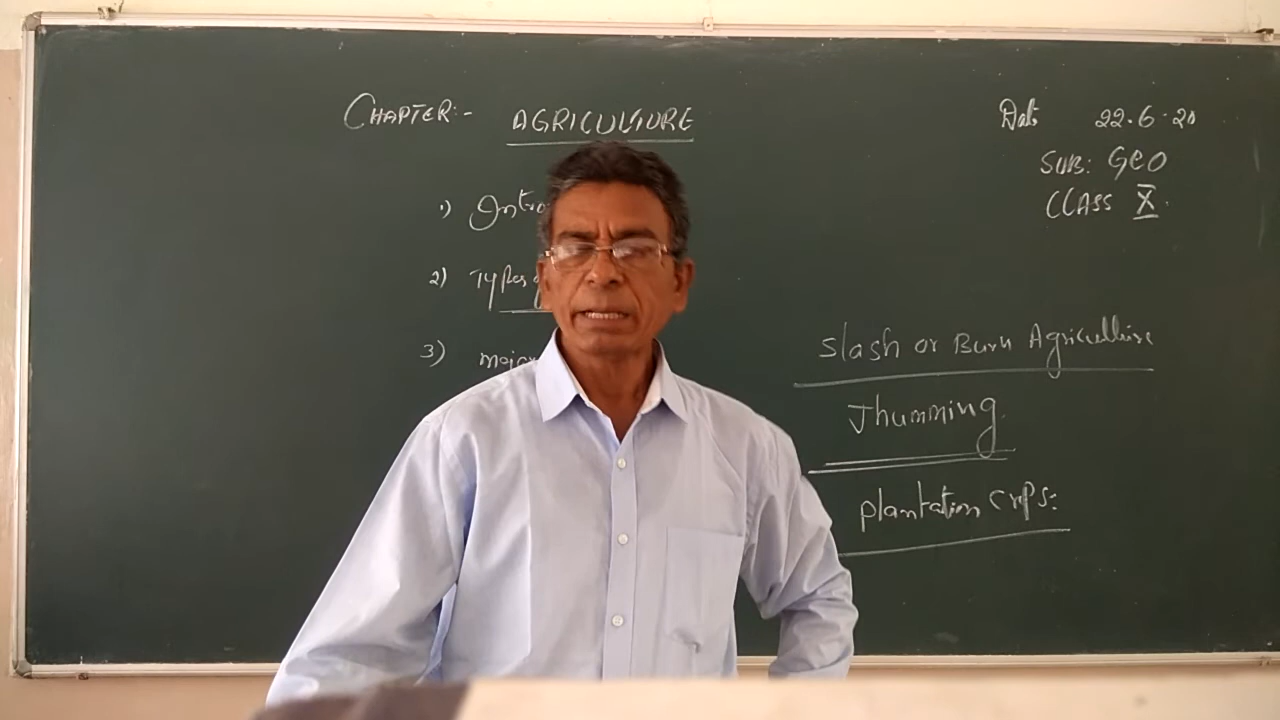 CHAPTER:- AGRICULTURE
Date 22.6.20
SUB: GEO
CLASS X.
1) Intro
2) Types
3) major
Slash or Burn Agriculture
Jhumming
Plantation crops: